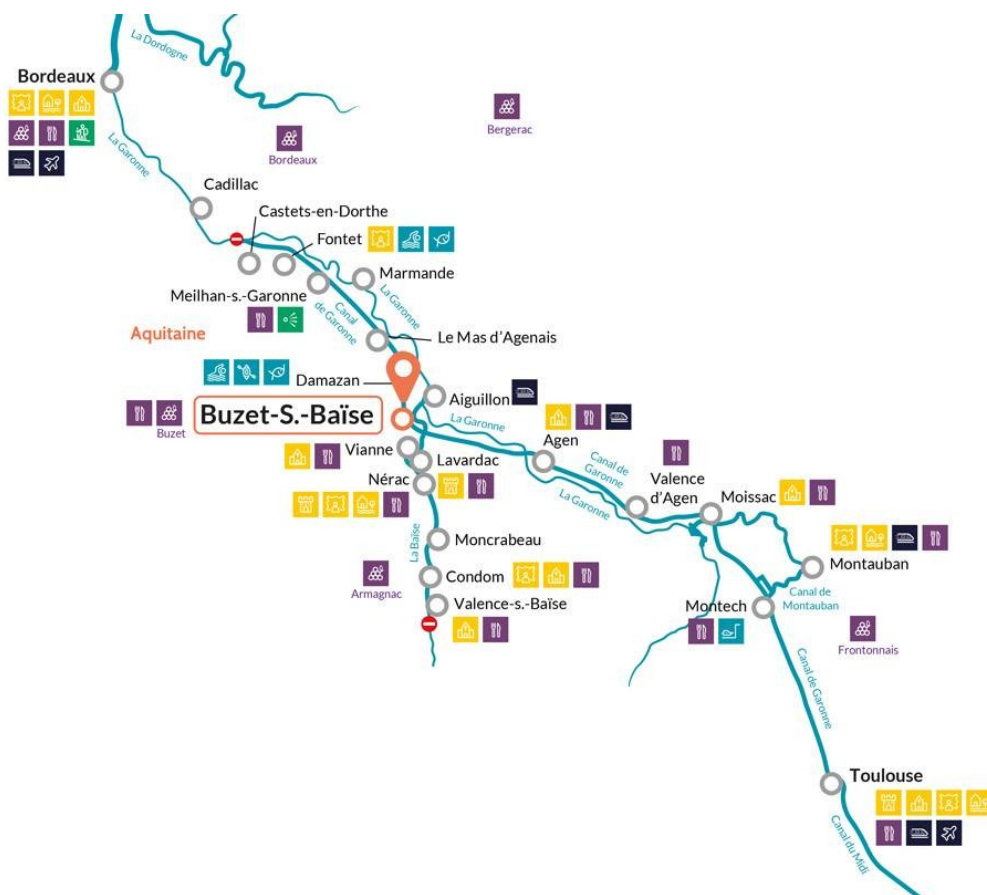 La Dordogne
Bordeaux
Bergerac
Bordeaux
La Garonne
Cadillac
Castets-en-Dorthe
Fontet
Marmande
Meilhan-s.-Garonne
La Garonne
Canal
de Garonne
Aquitaine
Le Mas d'Agenais
Damazan
Aiguillon
Buzet-S.-Baïse
Buzet
La Garonne
Agen
Vianne
Lavardac
Canal de
Garonne
Valence
d'Agen
Nérac
La Garonne
Moissac
La Baïse
Moncrabeau
Montauban
Armagnac
Condom
Canal de
Montauban
Valence-s.-Baïse
Montech
Frontonnais
Canal de Garonne
Toulouse
Canal du Midi